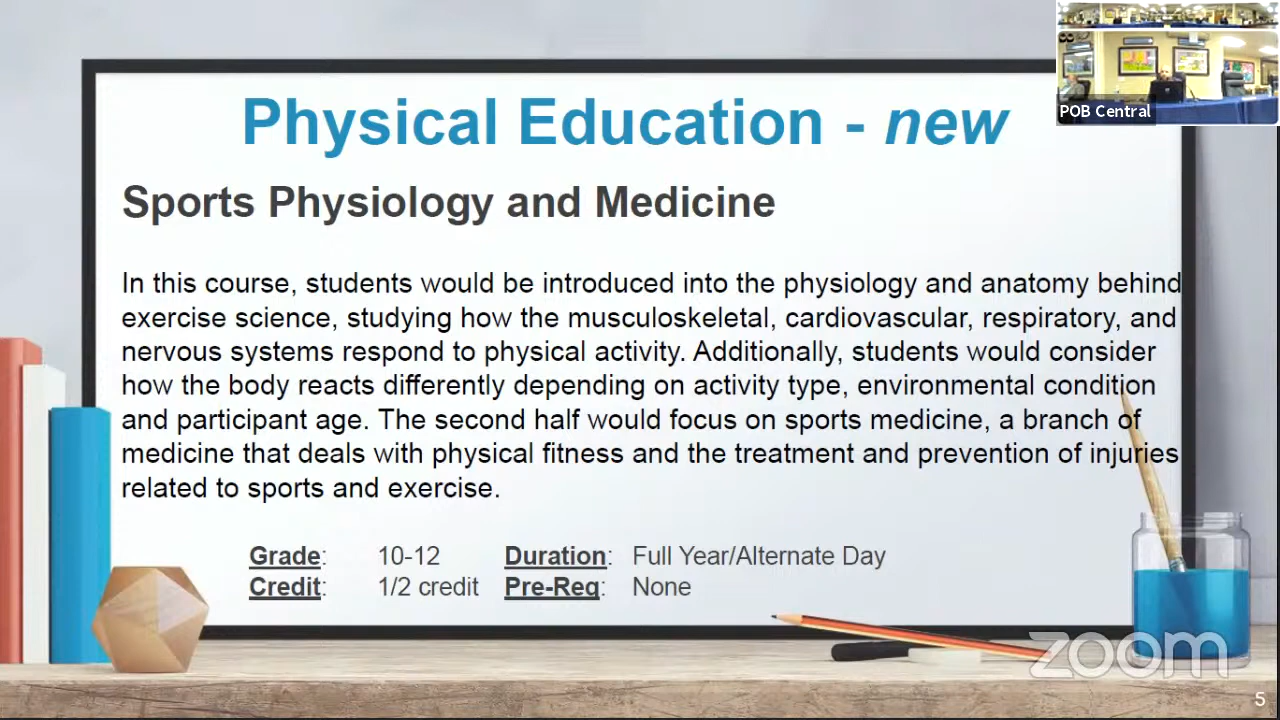 Physical Education - new
POB Central
Sports Physiology and Medicine
In this course, students would be introduced into the physiology and anatomy behind
exercise science, studying how the musculoskeletal, cardiovascular, respiratory, and
nervous systems respond to physical activity. Additionally, students would consider
how the body reacts differently depending on activity type, environmental condition
and participant age. The second half would focus on sports medicine, a branch of
medicine that deals with physical fitness and the treatment and prevention of injuries
related to sports and exercise.
Grade: 10-12 Duration: Full Year/Alternate Day
Credit: 1/2 credit Pre-Req: None
zoom
5